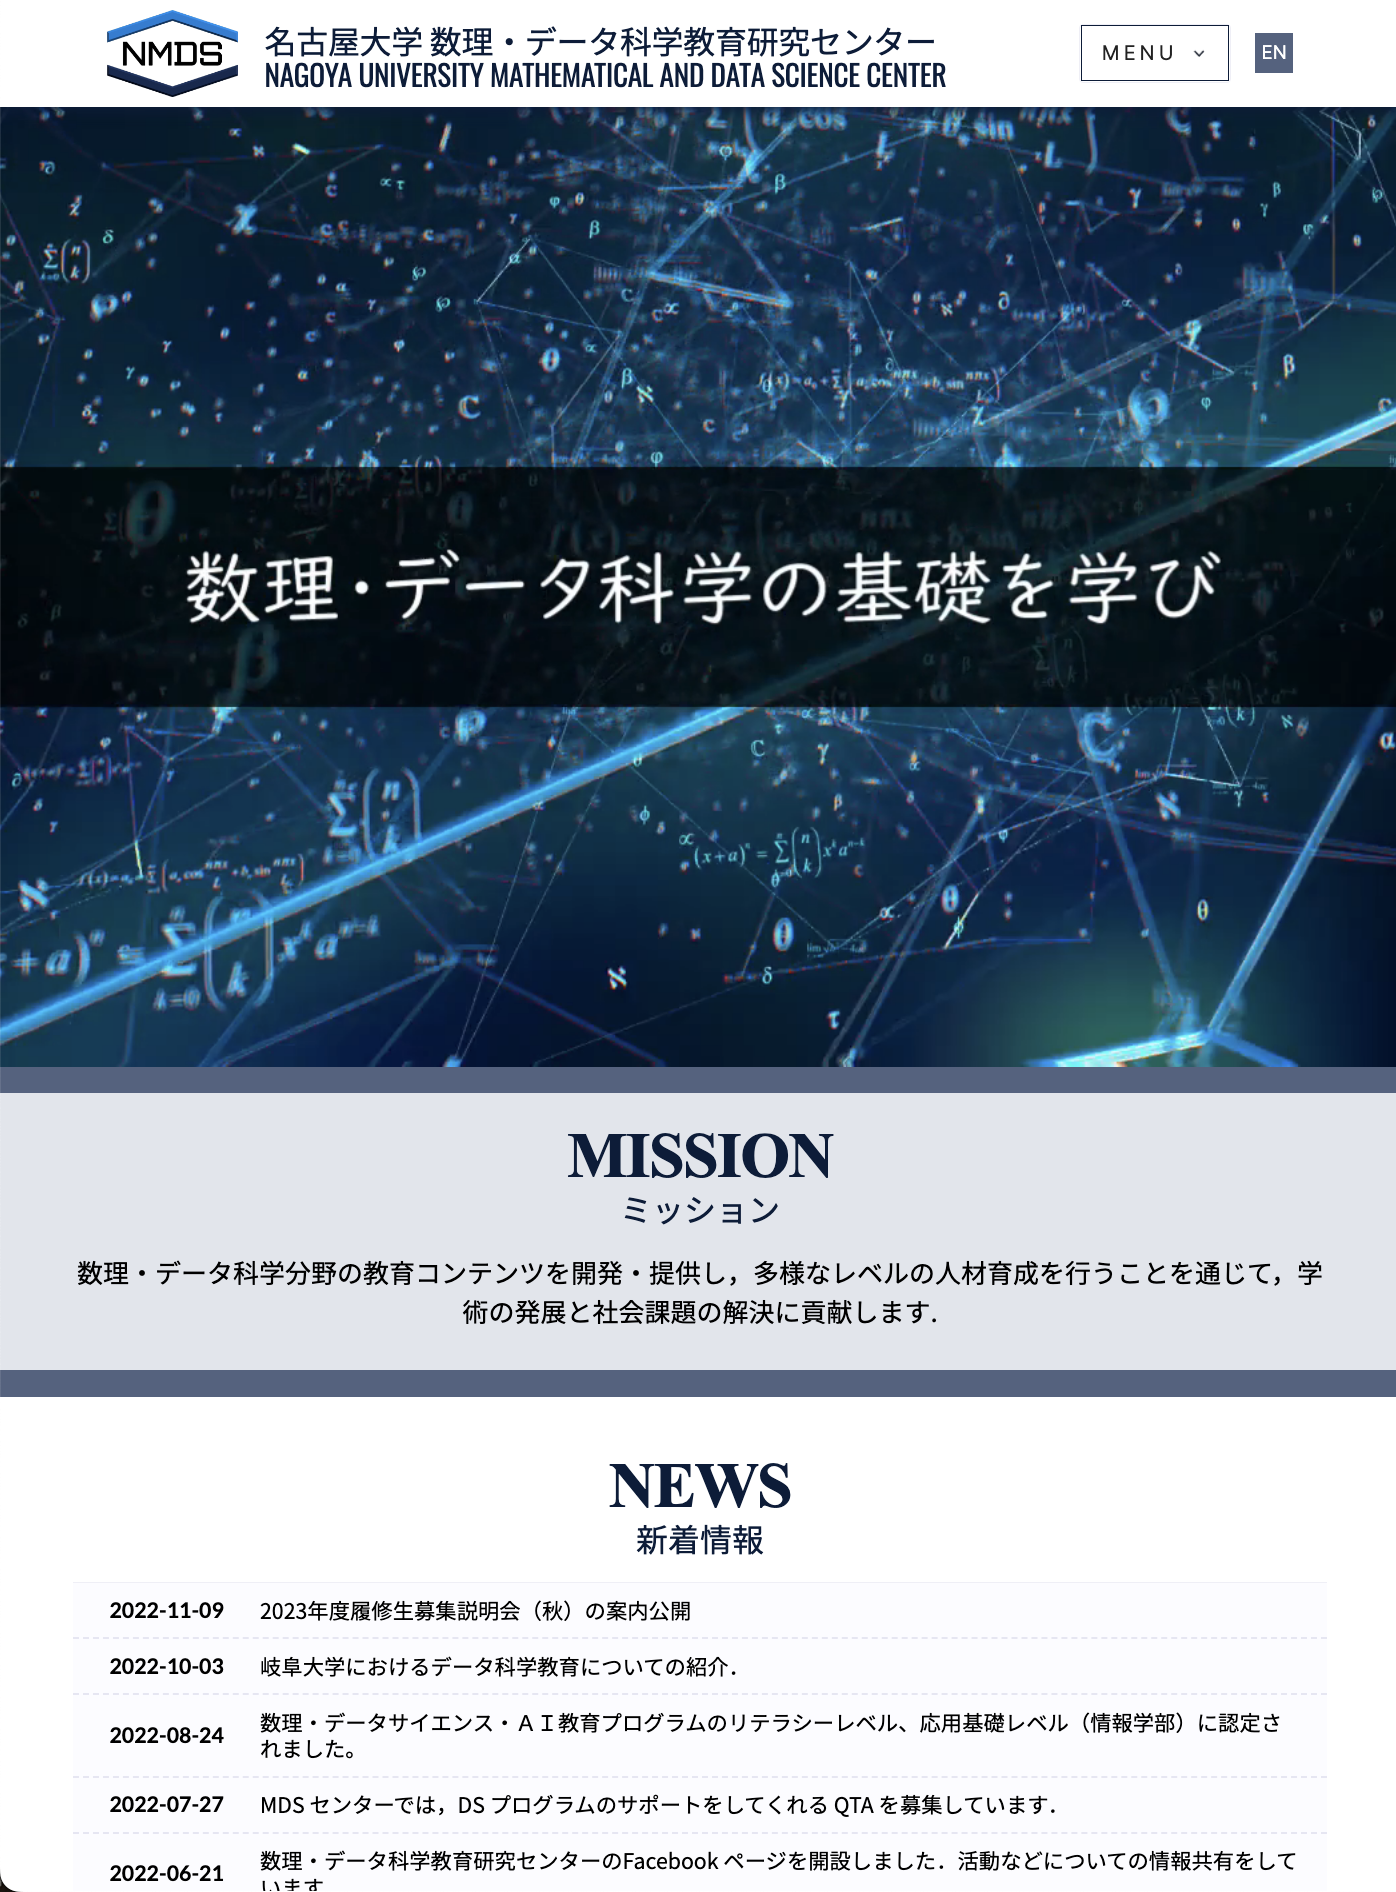 NMDS
名古屋大学 数理・データ科学教育研究センター
NAGOYA UNIVERSITY MATHEMATICAL AND DATA SCIENCE CENTER
MENU
EN
数理・データ科学の基礎を学び
MISSION
ミッション
数理・データ科学分野の教育コンテンツを開発・提供し，多様なレベルの人材育成を行うことを通じて，学
術の発展と社会課題の解決に貢献します．
NEWS
新着情報
2022-11-09 2023年度履修生募集説明会（秋）の案内公開
2022-10-03 岐阜大学におけるデータ科学教育についての紹介．
2022-08-24 数理・データサイエンス・ＡＩ教育プログラムのリテラシーレベル、応用基礎レベル（情報学部）に認定さ
れました。
2022-07-27 MDS センターでは，DS プログラムのサポートをしてくれる QTA を募集しています．
2022-06-21 数理・データ科学教育研究センターのFacebook ページを開設しました．活動などについての情報共有をして
います